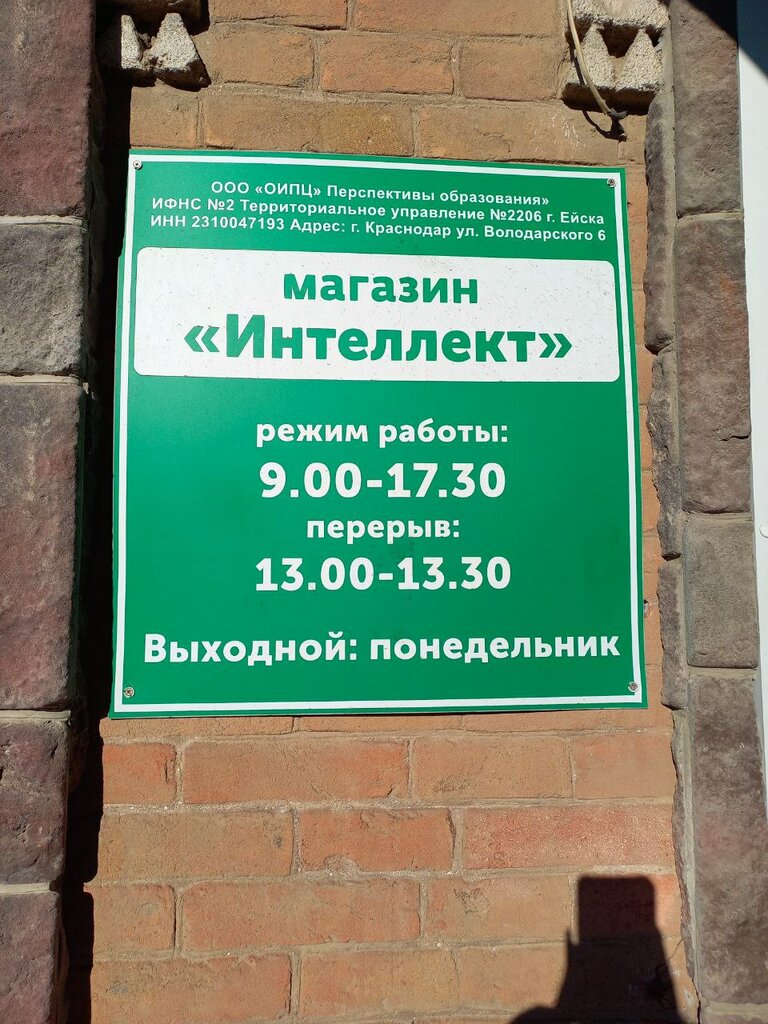 ООО «ОИПЦ» Перспективы образования»
ИФНС №2 Территориальное управление №2206 г. Ейска
ИНН 2310047193 Адрес: г. Краснодар ул. Володарского 6
магазин
«Интеллект»
режим работы:
9.00-17.30
перерыв:
13.00-13.30
Выходной: понедельник